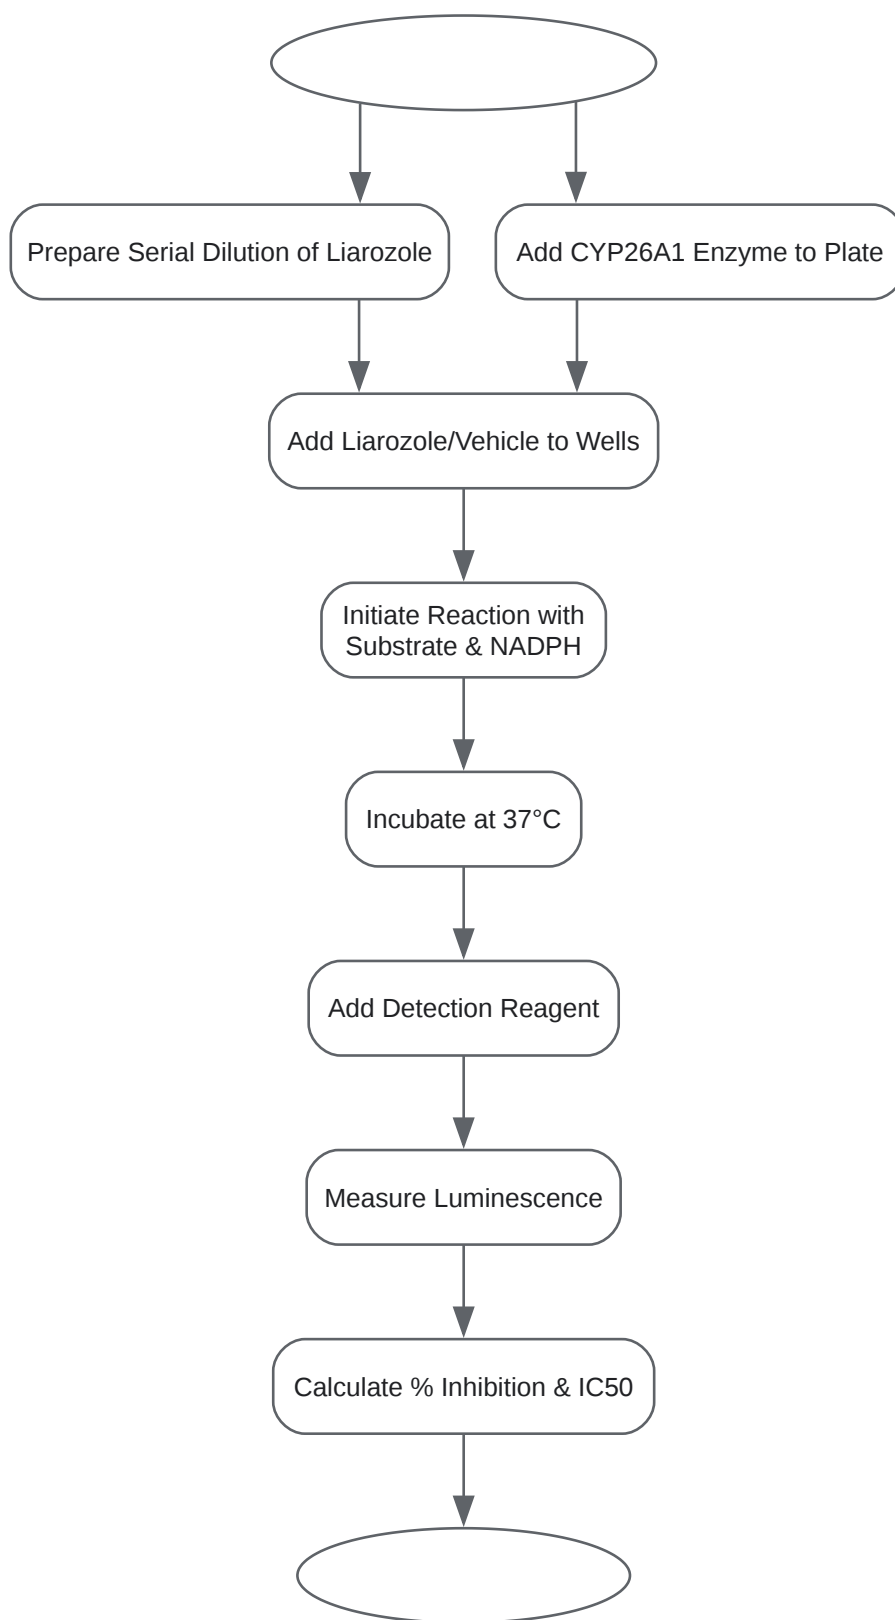 Prepare Serial Dilution of Liarozole
Add CYP26A1 Enzyme to Plate
Add Liarozole/Vehicle to Wells
Initiate Reaction with
Substrate & NADPH
Incubate at 37°C
Add Detection Reagent
Measure Luminescence
Calculate % Inhibition & IC50